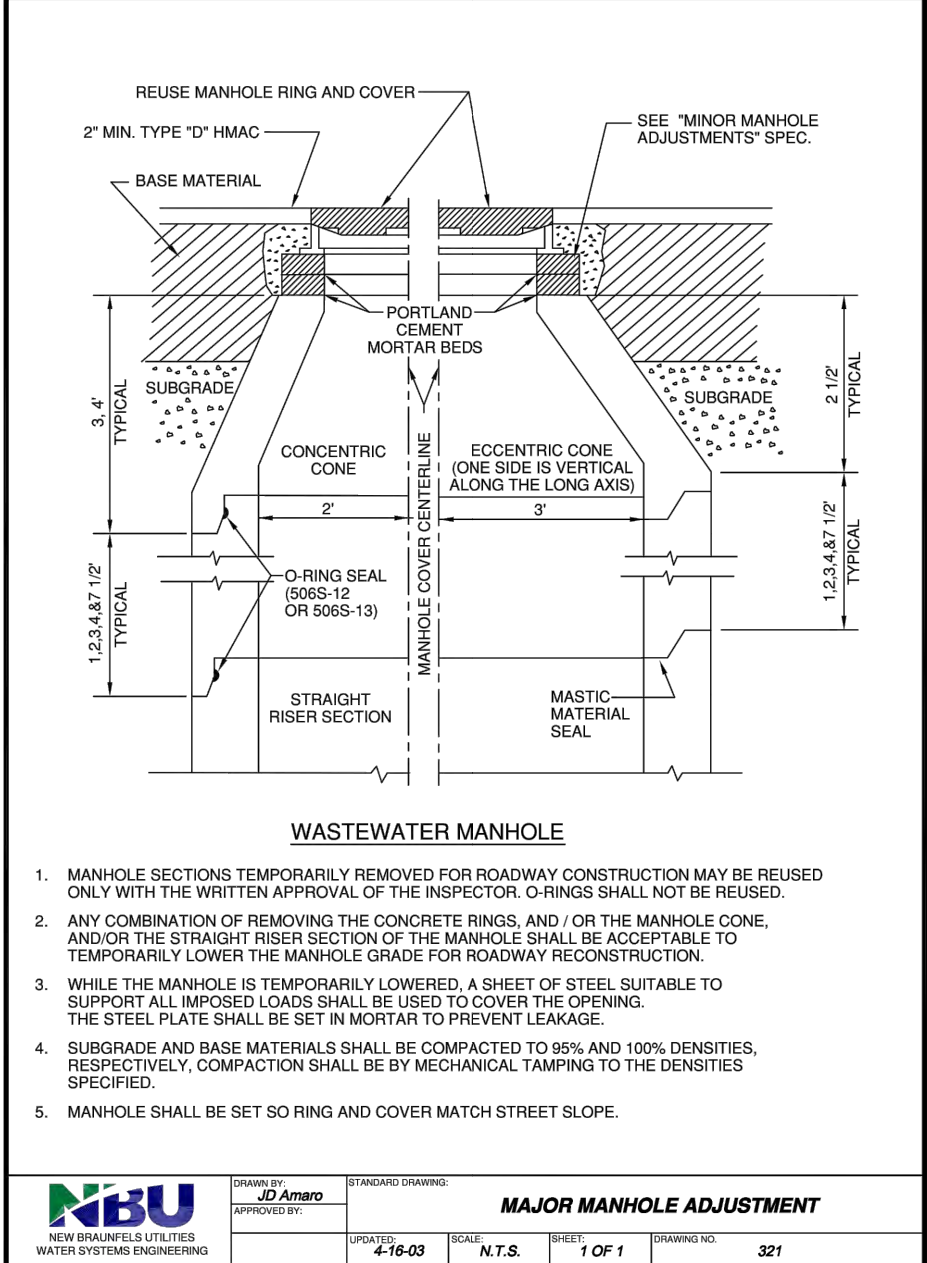 REUSE MANHOLE RING AND COVER
2" MIN. TYPE "D" HMAC
SEE "MINOR MANHOLE
ADJUSTMENTS" SPEC.
BASE MATERIAL
PORTLAND
CEMENT
MORTAR BEDS
SUBGRADE
SUBGRADE
3, 4'
TYPICAL
2 1/2'
TYPICAL
CONCENTRIC
CONE
ECCENTRIC CONE
(ONE SIDE IS VERTICAL
ALONG THE LONG AXIS)
MANHOLE COVER CENTERLINE
2'
3'
O-RING SEAL
(506S-12
OR 506S-13)
1,2,3,4,&7 1/2'
TYPICAL
1,2,3,4,&7 1/2'
TYPICAL
STRAIGHT
RISER SECTION
MASTIC
MATERIAL
SEAL
WASTEWATER MANHOLE
1. MANHOLE SECTIONS TEMPORARILY REMOVED FOR ROADWAY CONSTRUCTION MAY BE REUSED
ONLY WITH THE WRITTEN APPROVAL OF THE INSPECTOR. O-RINGS SHALL NOT BE REUSED.
2. ANY COMBINATION OF REMOVING THE CONCRETE RINGS, AND / OR THE MANHOLE CONE,
AND/OR THE STRAIGHT RISER SECTION OF THE MANHOLE SHALL BE ACCEPTABLE TO
TEMPORARILY LOWER THE MANHOLE GRADE FOR ROADWAY RECONSTRUCTION.
3. WHILE THE MANHOLE IS TEMPORARILY LOWERED, A SHEET OF STEEL SUITABLE TO
SUPPORT ALL IMPOSED LOADS SHALL BE USED TO COVER THE OPENING.
THE STEEL PLATE SHALL BE SET IN MORTAR TO PREVENT LEAKAGE.
4. SUBGRADE AND BASE MATERIALS SHALL BE COMPACTED TO 95% AND 100% DENSITIES,
RESPECTIVELY, COMPACTION SHALL BE BY MECHANICAL TAMPING TO THE DENSITIES
SPECIFIED.
5. MANHOLE SHALL BE SET SO RING AND COVER MATCH STREET SLOPE.
NBU
NEW BRAUNFELS UTILITIES
WATER SYSTEMS ENGINEERING
DRAWN BY:
JD Amaro
APPROVED BY:
STANDARD DRAWING:
MAJOR MANHOLE ADJUSTMENT
UPDATED:
4-16-03
SCALE:
N.T.S.
SHEET:
1 OF 1
DRAWING NO.
321